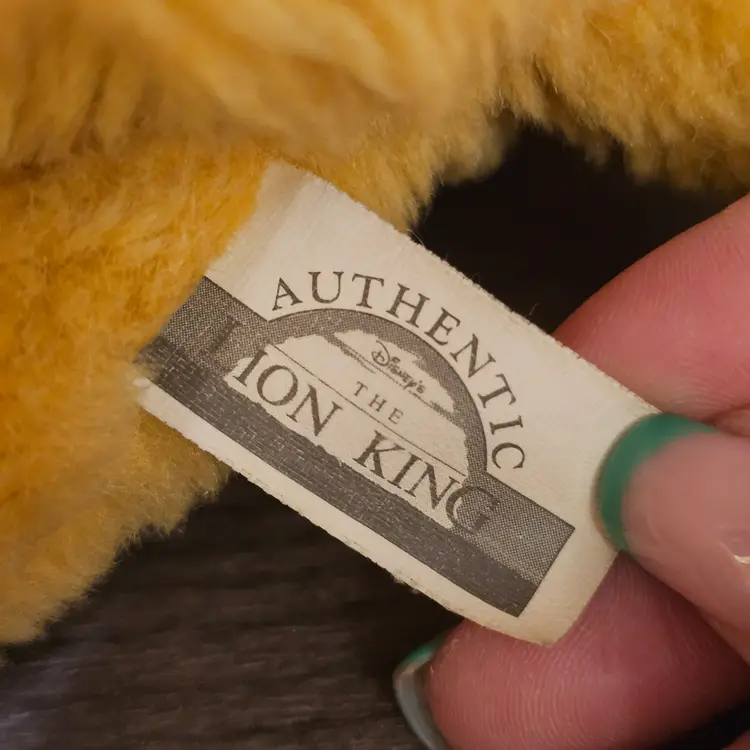 AUTHENTIC
DISNEY'S
THE
LION KING